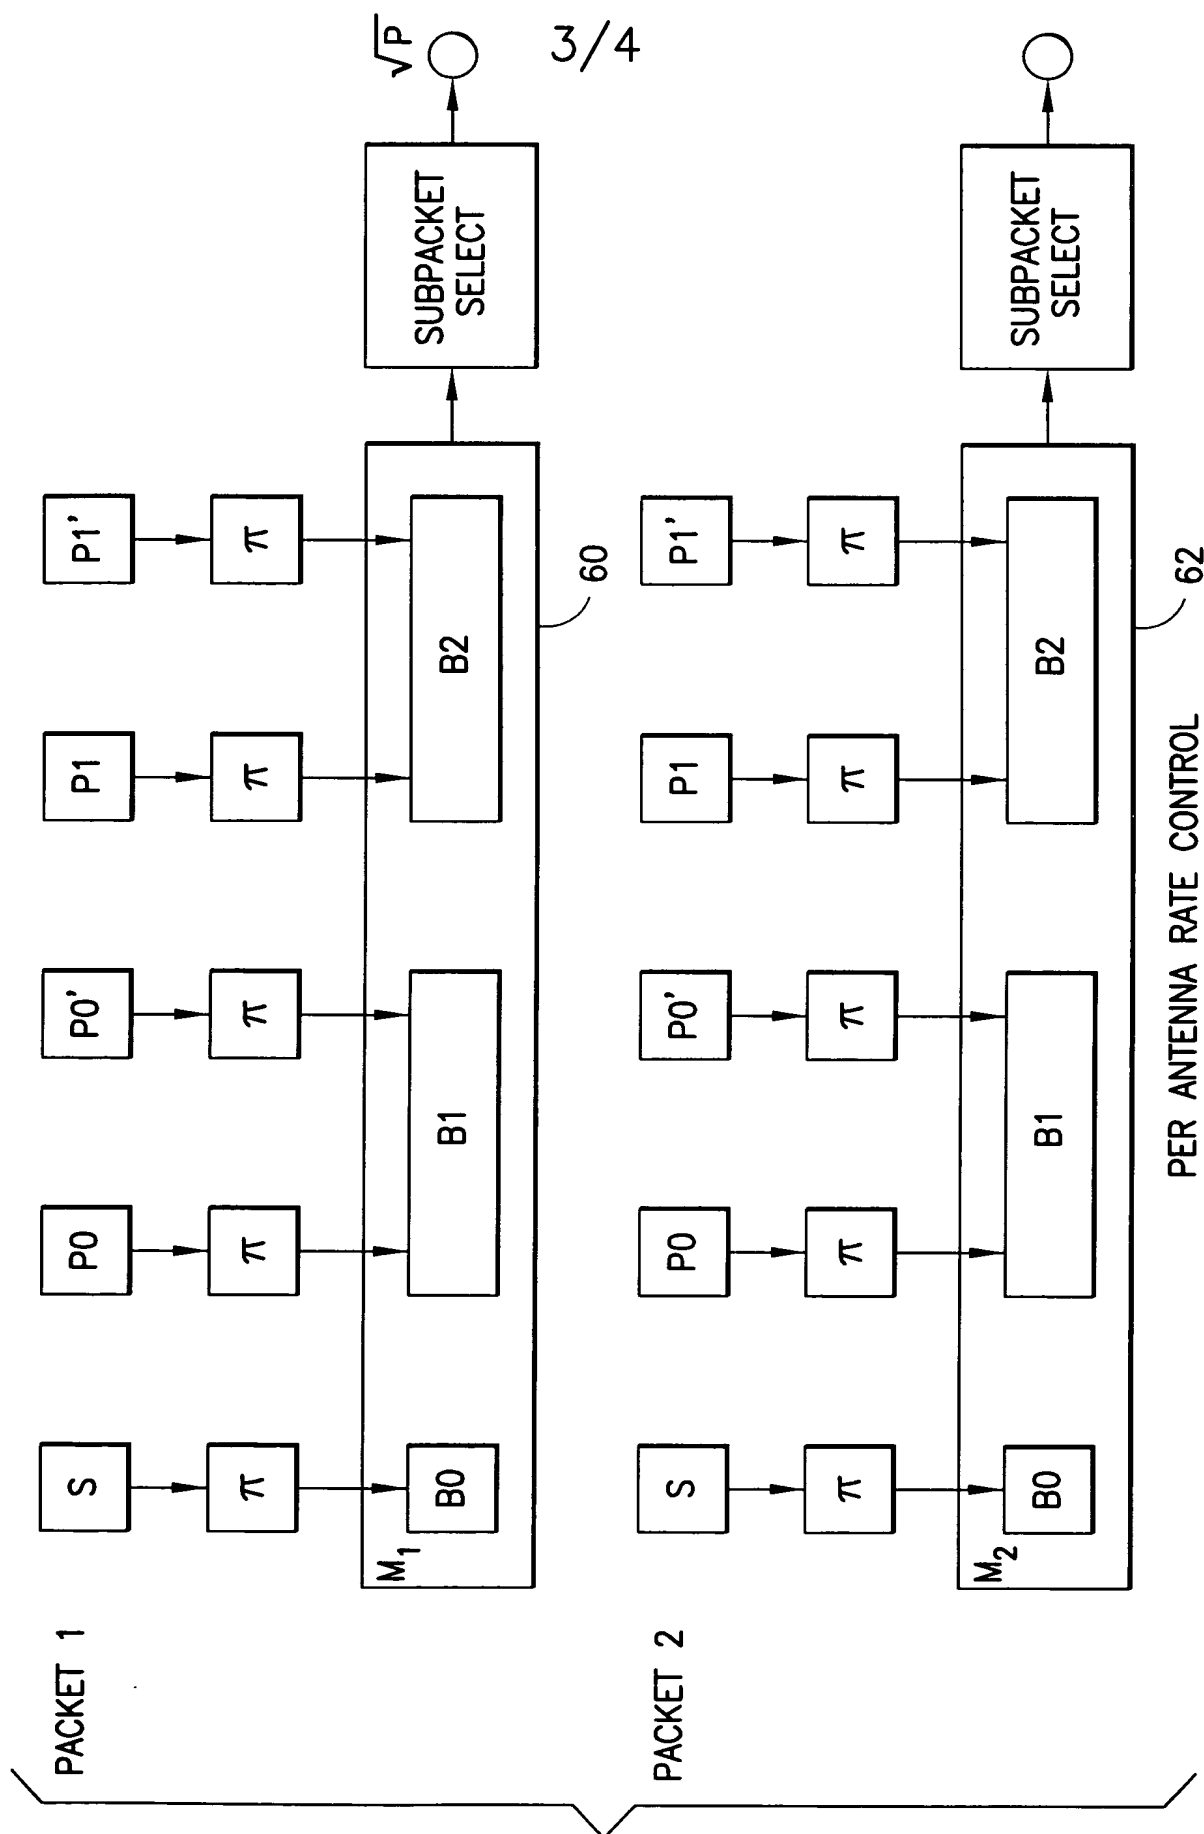 3/4
PACKET 1
S P0 P0' P1 P1'
π π π π π
M1
B0 B1 B2
SUBPACKET
SELECT
√P
60
PACKET 2
S P0 P0' P1 P1'
π π π π π
M2
B0 B1 B2
SUBPACKET
SELECT
62
PER ANTENNA RATE CONTROL